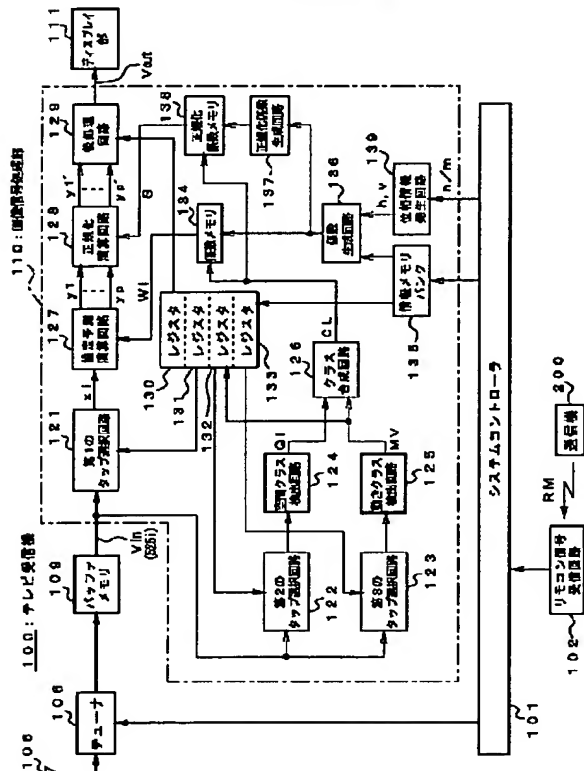 100:テレビ受信機
110:画像信号処理部
106
チューナ
109
バッファ
メモリ
Vin
(525i)
121
第1の
タップ選択回路
xi
127
推定予測
演算回路
y1
yp
128
正規化
演算回路
y1'
yp'
129
後処理
回路
Vout
111
ディスプレイ
部
130
131
132
133
レジスタ
レジスタ
レジスタ
レジスタ
Wi
S
134
係数メモリ
138
正規化
係数メモリ
137
正規化係数
生成回路
136
係数
生成回路
h,v
139
位相情報
発生回路
n/m
135
情報メモリ
バンク
CL
126
クラス
合成回路
Qi
124
空間クラス
検出回路
MV
125
動きクラス
検出回路
第2の
タップ選択回路
122
第3の
タップ選択回路
123
システムコントローラ
101
リモコン信号
受信回路
102
RM
200
送信機